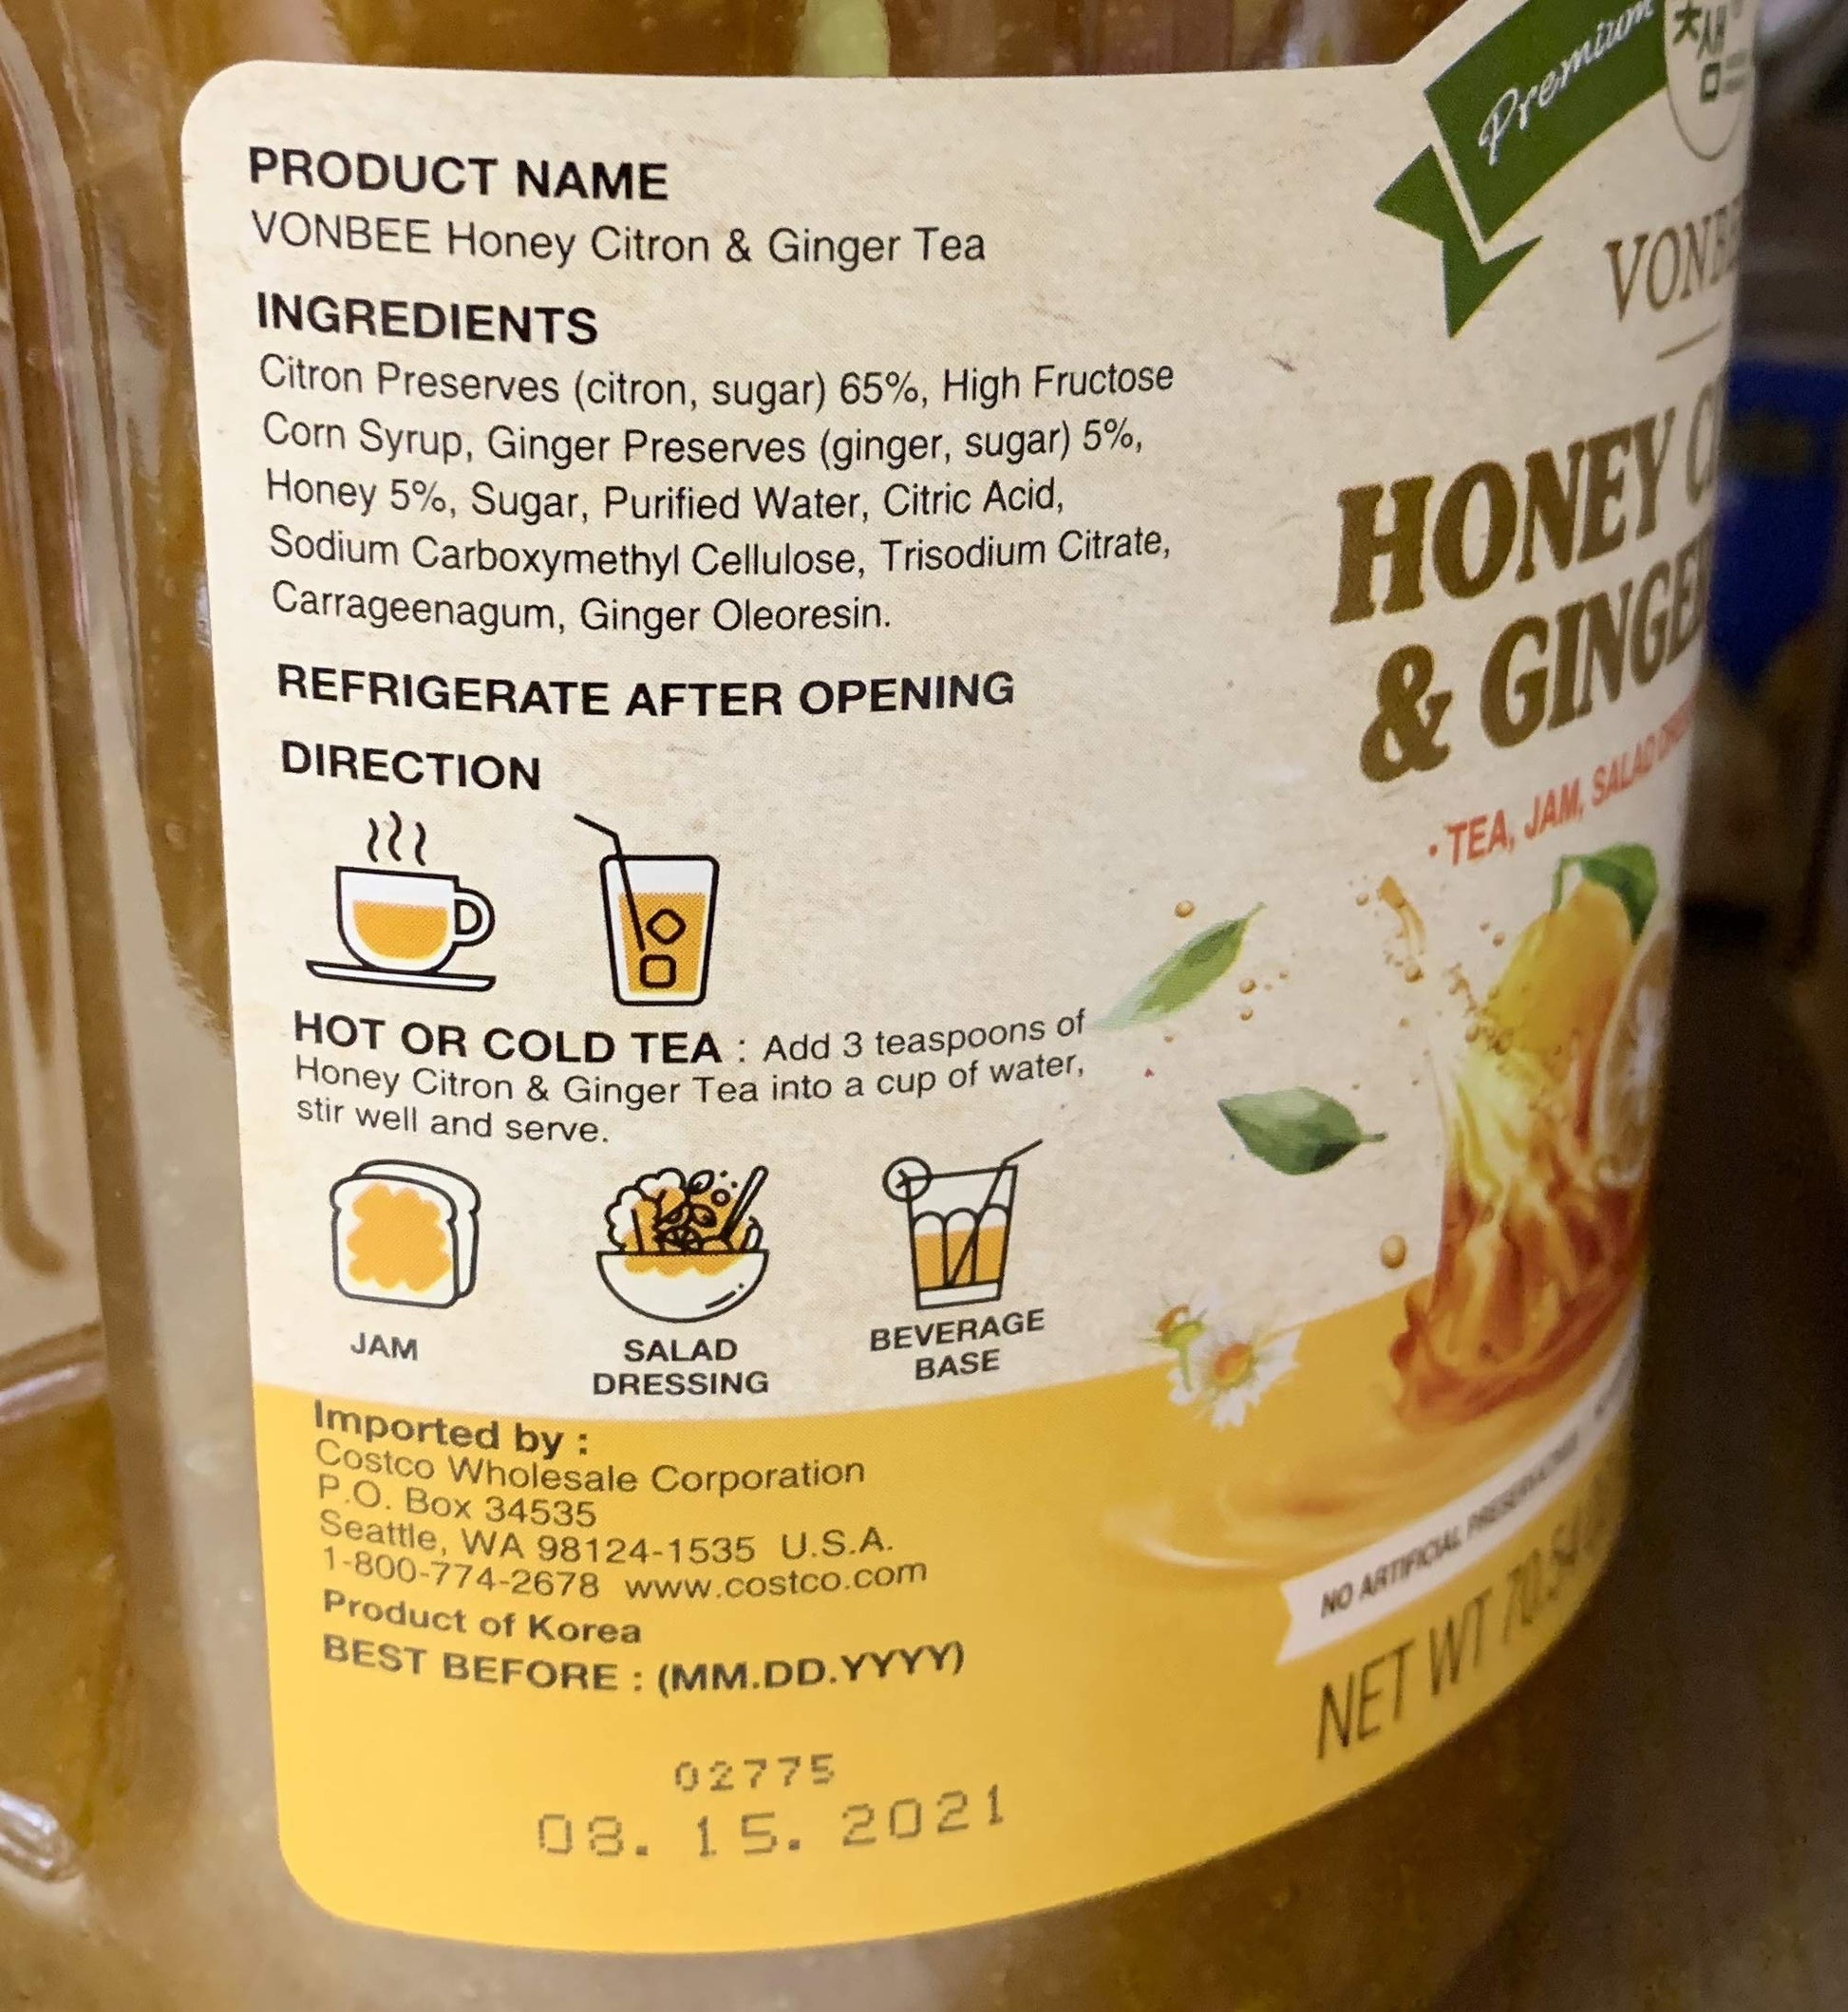 PRODUCT NAME
VONBEE Honey Citron & Ginger Tea
INGREDIENTS
Citron Preserves (citron, sugar) 65%, High Fructose
Corn Syrup, Ginger Preserves (ginger, sugar) 5%,
Honey 5%, Sugar, Purified Water, Citric Acid,
Sodium Carboxymethyl Cellulose, Trisodium Citrate,
Carrageenagum, Ginger Oleoresin.
REFRIGERATE AFTER OPENING
DIRECTION
HOT OR COLD TEA : Add 3 teaspoons of
Honey Citron & Ginger Tea into a cup of water,
stir well and serve.
JAM
SALAD
DRESSING
BEVERAGE
BASE
Imported by :
Costco Wholesale Corporation
P.O. Box 34535
Seattle, WA 98124-1535 U.S.A.
1-800-774-2678 www.costco.com
Product of Korea
BEST BEFORE : (MM.DD.YYYY)
02775
08. 15. 2021
Premium
VONB
HONEY
& GINGE
· TEA, JAM, SALAD
NO ARTIFICIAL
NET WT 70.54